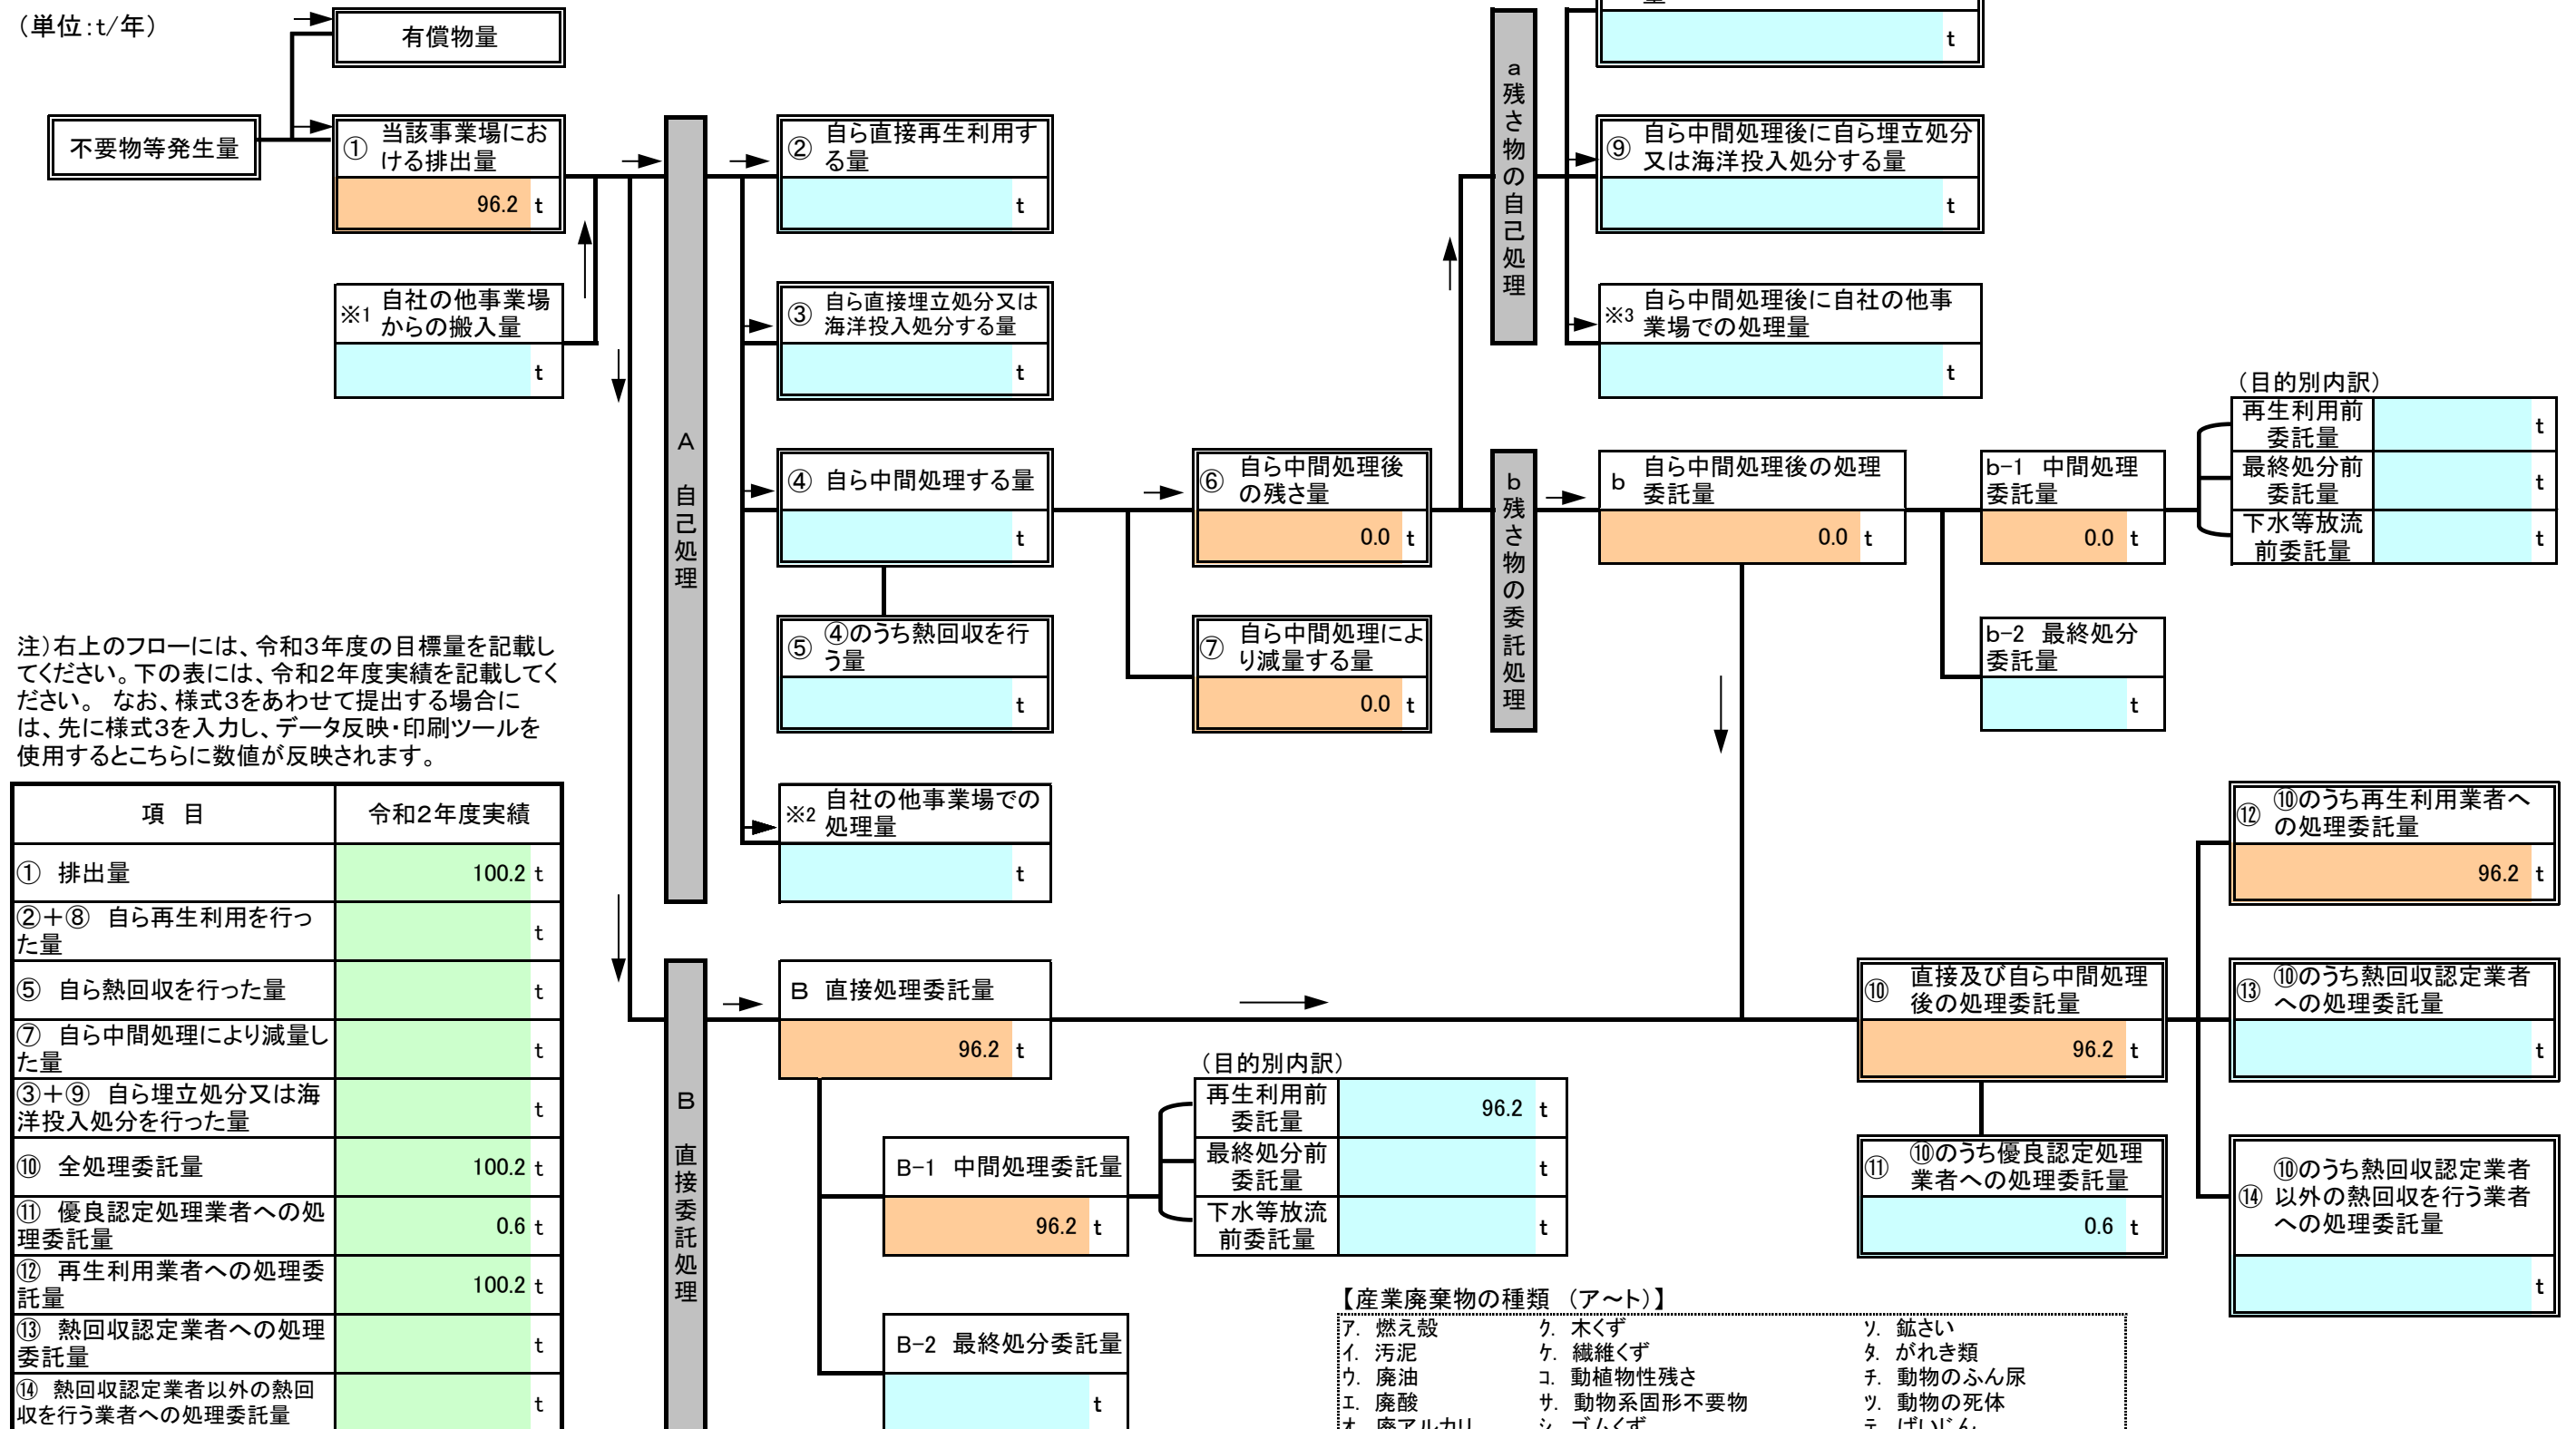 （単位：t/年）
有償物量
不要物等発生量
① 当該事業場にお
ける排出量
96.2 t
※1 自社の他事業場
からの搬入量
t
A 自己処理
② 自ら直接再生利用す
る量
t
③ 自ら直接埋立処分又は
海洋投入処分する量
t
④ 自ら中間処理する量
t
⑤ ④のうち熱回収を行
う量
t
※2 自社の他事業場での
処理量
t
⑥ 自ら中間処理後
の残さ量
0.0 t
⑦ 自ら中間処理によ
り減量する量
0.0 t
a残さ物の自己処理
量
t
⑨ 自ら中間処理後に自ら埋立処分
又は海洋投入処分する量
t
※3 自ら中間処理後に自社の他事
業場での処理量
t
b残さ物の委託処理
b 自ら中間処理後の処理
委託量
0.0 t
b-1 中間処理
委託量
0.0 t
b-2 最終処分
委託量
t
（目的別内訳）
再生利用前
委託量
t
最終処分前
委託量
t
下水等放流
前委託量
t
注）右上のフローには、令和３年度の目標量を記載し
てください。下の表には、令和２年度実績を記載してく
ださい。 なお、様式３をあわせて提出する場合に
は、先に様式３を入力し、データ反映・印刷ツールを
使用するとこちらに数値が反映されます。
項 目 令和２年度実績
① 排出量 100.2 t
②＋⑧ 自ら再生利用を行っ
た量
t
⑤ 自ら熱回収を行った量 t
⑦ 自ら中間処理により減量し
た量
t
③＋⑨ 自ら埋立処分又は海
洋投入処分を行った量
t
⑩ 全処理委託量 100.2 t
⑪ 優良認定処理業者への処
理委託量
0.6 t
⑫ 再生利用業者への処理委
託量
100.2 t
⑬ 熱回収認定業者への処理
委託量
t
⑭ 熱回収認定業者以外の熱回
収を行う業者への処理委託量
t
B 直接委託処理
B 直接処理委託量
96.2 t
B-1 中間処理委託量
96.2 t
B-2 最終処分委託量
t
（目的別内訳）
再生利用前
委託量
96.2 t
最終処分前
委託量
t
下水等放流
前委託量
t
⑩ 直接及び自ら中間処理
後の処理委託量
96.2 t
⑪ ⑩のうち優良認定処理
業者への処理委託量
0.6 t
⑫ ⑩のうち再生利用業者へ
の処理委託量
96.2 t
⑬ ⑩のうち熱回収認定業者
への処理委託量
t
⑭ ⑩のうち熱回収認定業者
以外の熱回収を行う業者
への処理委託量
t
【産業廃棄物の種類 （ア～ト）】
ｱ. 燃え殻 ｸ. 木くず ｿ. 鉱さい
ｲ. 汚泥 ｹ. 繊維くず ﾀ. がれき類
ｳ. 廃油 ｺ. 動植物性残さ ﾁ. 動物のふん尿
ｴ. 廃酸 ｻ. 動物系固形不要物 ﾂ. 動物の死体
ｵ. 廃アルカリ ｼ. ゴムくず ﾃ. ばいじん